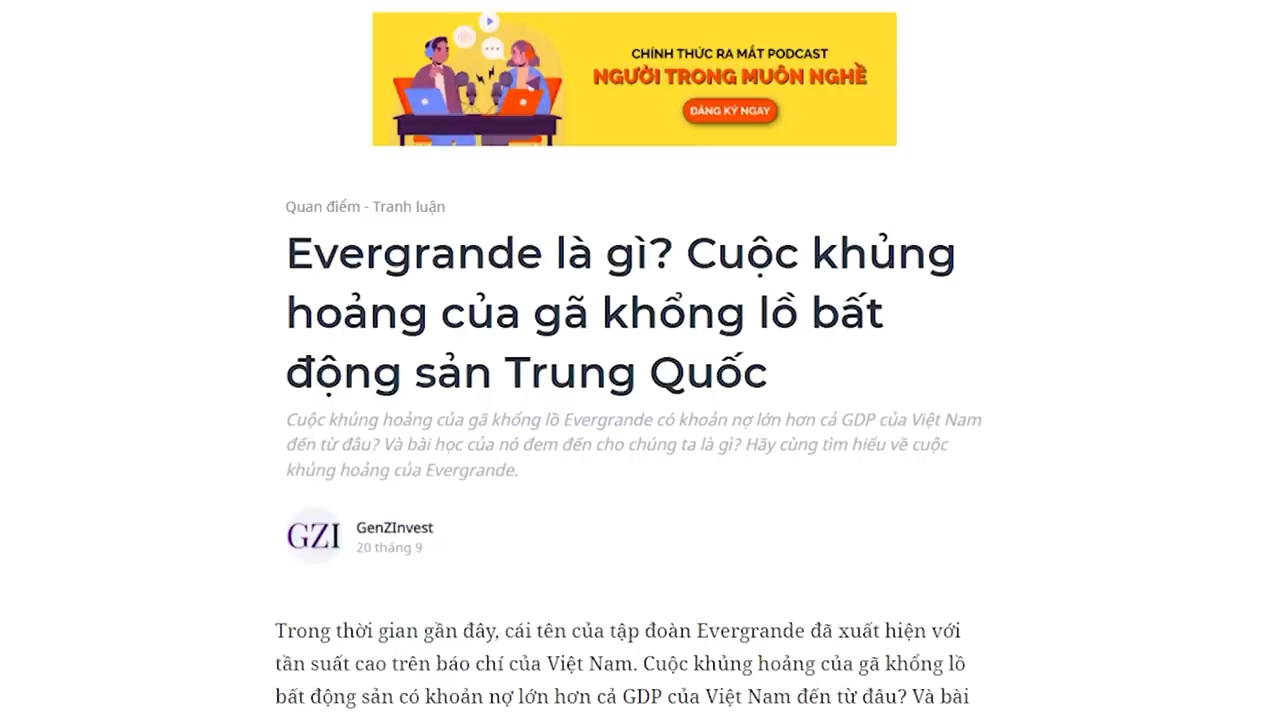 CHÍNH THỨC RA MẮT PODCAST
NGƯỜI TRONG MUÔN NGHỀ
ĐĂNG KÝ NGAY
Quan điểm - Tranh luận
Evergrande là gì? Cuộc khủng
hoảng của gã khổng lồ bất
động sản Trung Quốc
Cuộc khủng hoảng của gã khổng lồ Evergrande có khoản nợ lớn hơn cả GDP của Việt Nam
đến từ đâu? Và bài học của nó đem đến cho chúng ta là gì? Hãy cùng tìm hiểu về cuộc
khủng hoảng của Evergrande.
GZI
GenZInvest
20 tháng 9
Trong thời gian gần đây, cái tên của tập đoàn Evergrande đã xuất hiện với
tần suất cao trên báo chí của Việt Nam. Cuộc khủng hoảng của gã khổng lồ
bất động sản có khoản nợ lớn hơn cả GDP của Việt Nam đến từ đâu? Và bài